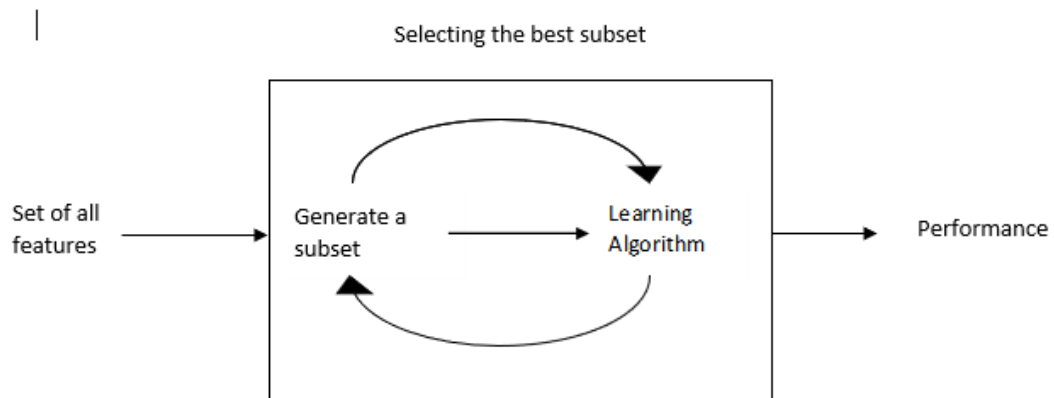 Selecting the best subset
Set of all
features
Generate a
subset
Learning
Algorithm
Performance